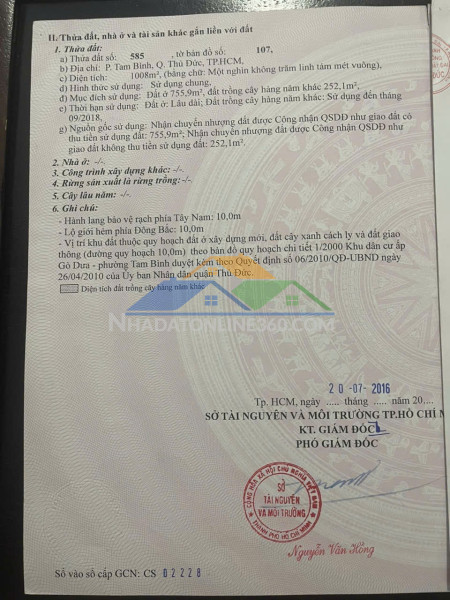 II. Thửa đất, nhà ở và tài sản khác gắn liền với đất
1. Thửa đất:
a) Thửa đất số: 585 , tờ bản đồ số: 107,
b) Địa chỉ: P. Tam Bình, Q. Thủ Đức, TP.HCM,
c) Diện tích: 1008m², (bằng chữ: Một nghìn không trăm linh tám mét vuông),
d) Hình thức sử dụng: Sử dụng chung,
đ) Mục đích sử dụng: Đất ở 755,9m²; Đất trồng cây hàng năm khác 252,1m²,
e) Thời hạn sử dụng: Đất ở: Lâu dài; Đất trồng cây hàng năm khác: Sử dụng đến tháng
09/2018,
g) Nguồn gốc sử dụng: Nhận chuyển nhượng đất được Công nhận QSDĐ như giao đất có
thu tiền sử dụng đất: 755,9m²; Nhận chuyển nhượng đất được Công nhận QSDĐ như
giao đất không thu tiền sử dụng đất: 252,1m².
2. Nhà ở: -/-.
3. Công trình xây dựng khác: -/-.
4. Rừng sản xuất là rừng trồng: -/-.
5. Cây lâu năm: -/-.
6. Ghi chú:
- Hành lang bảo vệ rạch phía Tây Nam: 10,0m
- Lộ giới hẻm phía Đông Bắc: 10,0m
- Vị trí khu đất thuộc quy hoạch đất ở xây dựng mới, đất cây xanh cách ly và đất giao
thông (đường quy hoạch 10,0m) theo bản đồ quy hoạch chi tiết 1/2000 Khu dân cư ấp
Gò Dưa - phường Tam Bình duyệt kèm theo Quyết định số 06/2010/QĐ-UBND ngày
26/04/2010 của Ủy ban Nhân dân quận Thủ Đức.
Diện tích đất trồng cây hàng năm khác
NHADATONLINE360.COM
20-07-2016
Tp. HCM, ngày ..... tháng ..... năm 20....
SỞ TÀI NGUYÊN VÀ MÔI TRƯỜNG TP.HỒ CHÍ M
KT. GIÁM ĐỐC
PHÓ GIÁM ĐỐC
CỘNG HÒA XÃ HỘI CHỦ NGHĨA VIỆT NAM
SỞ
TÀI NGUYÊN
VÀ MÔI TRƯỜNG
THÀNH PHỐ HỒ CHÍ MINH
Nguyễn Văn Hồng
Số vào sổ cấp GCN: CS 02228